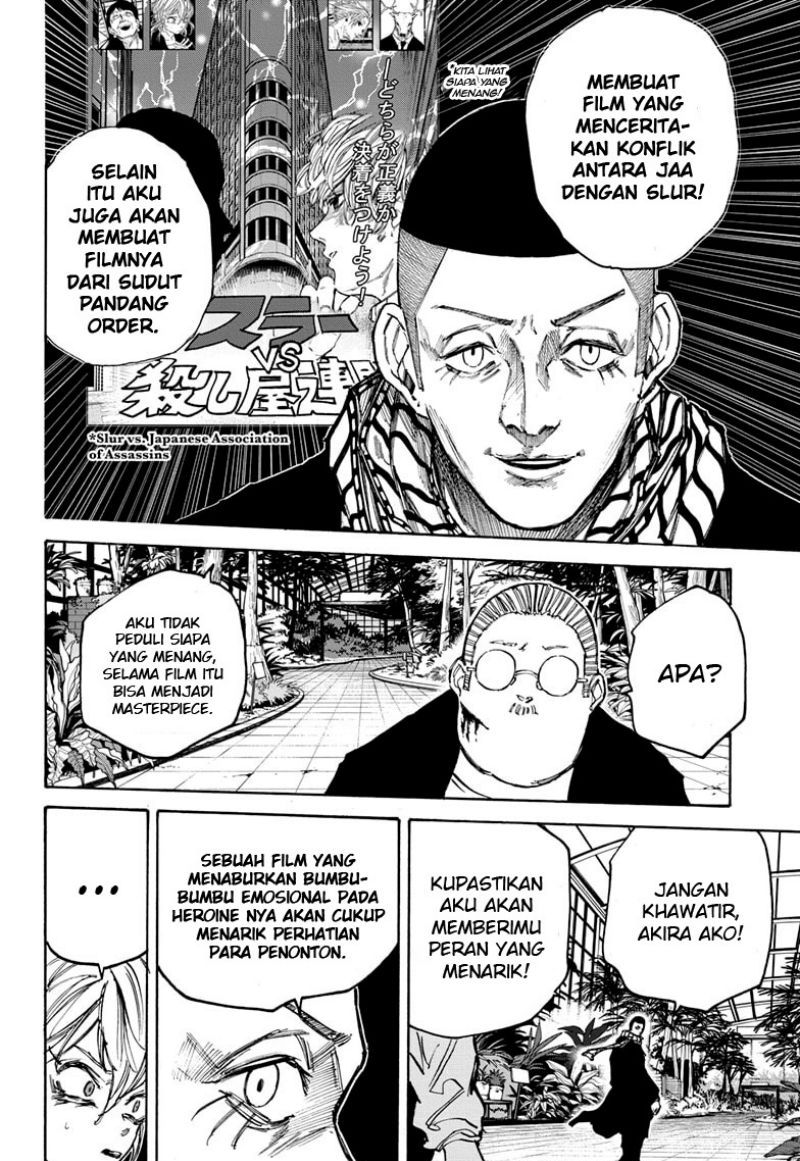 MEMBUAT
FILM YANG
MENCERITA-
KAN KONFLIK
ANTARA JAA
DENGAN SLUR!
*KITA LIHAT
SIAPA YANG
MENANG!
―どちらが正義か
決着をつけよう!
SELAIN
ITU AKU
JUGA AKAN
MEMBUAT
FILMNYA
DARI SUDUT
PANDANG
ORDER.
スラー
VS
殺し屋連
*Slur vs. Japanese Association
of Assassins
APA?
AKU TIDAK
PEDULI SIAPA
YANG MENANG,
SELAMA FILM ITU
BISA MENJADI
MASTERPIECE.
JANGAN
KHAWATIR,
AKIRA AKO!
KUPASTIKAN
AKU AKAN
MEMBERIMU
PERAN YANG
MENARIK!
SEBUAH FILM YANG
MENABURKAN BUMBU-
BUMBU EMOSIONAL PADA
HEROINE NYA AKAN CUKUP
MENARIK PERHATIAN
PARA PENONTON.
...